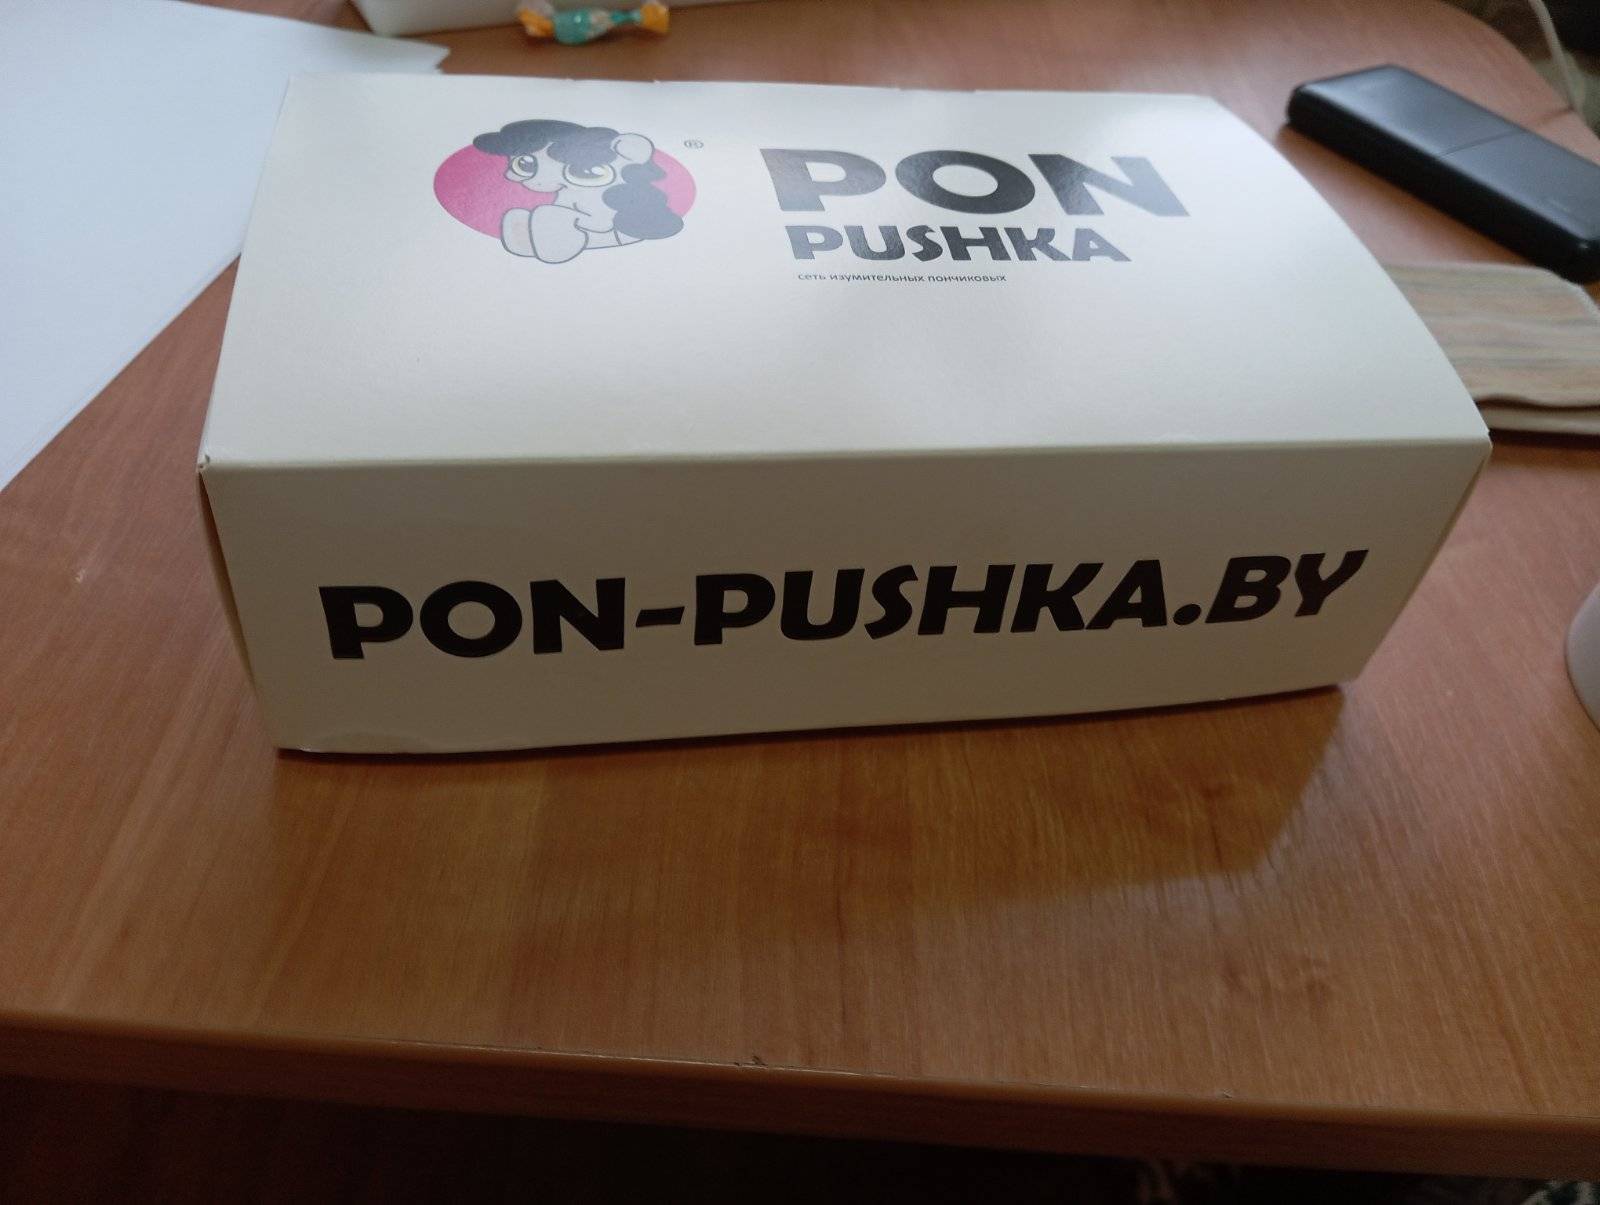 ®
PON
PUSHKA
сеть изумительных пончиковых
PON-PUSHKA.BY